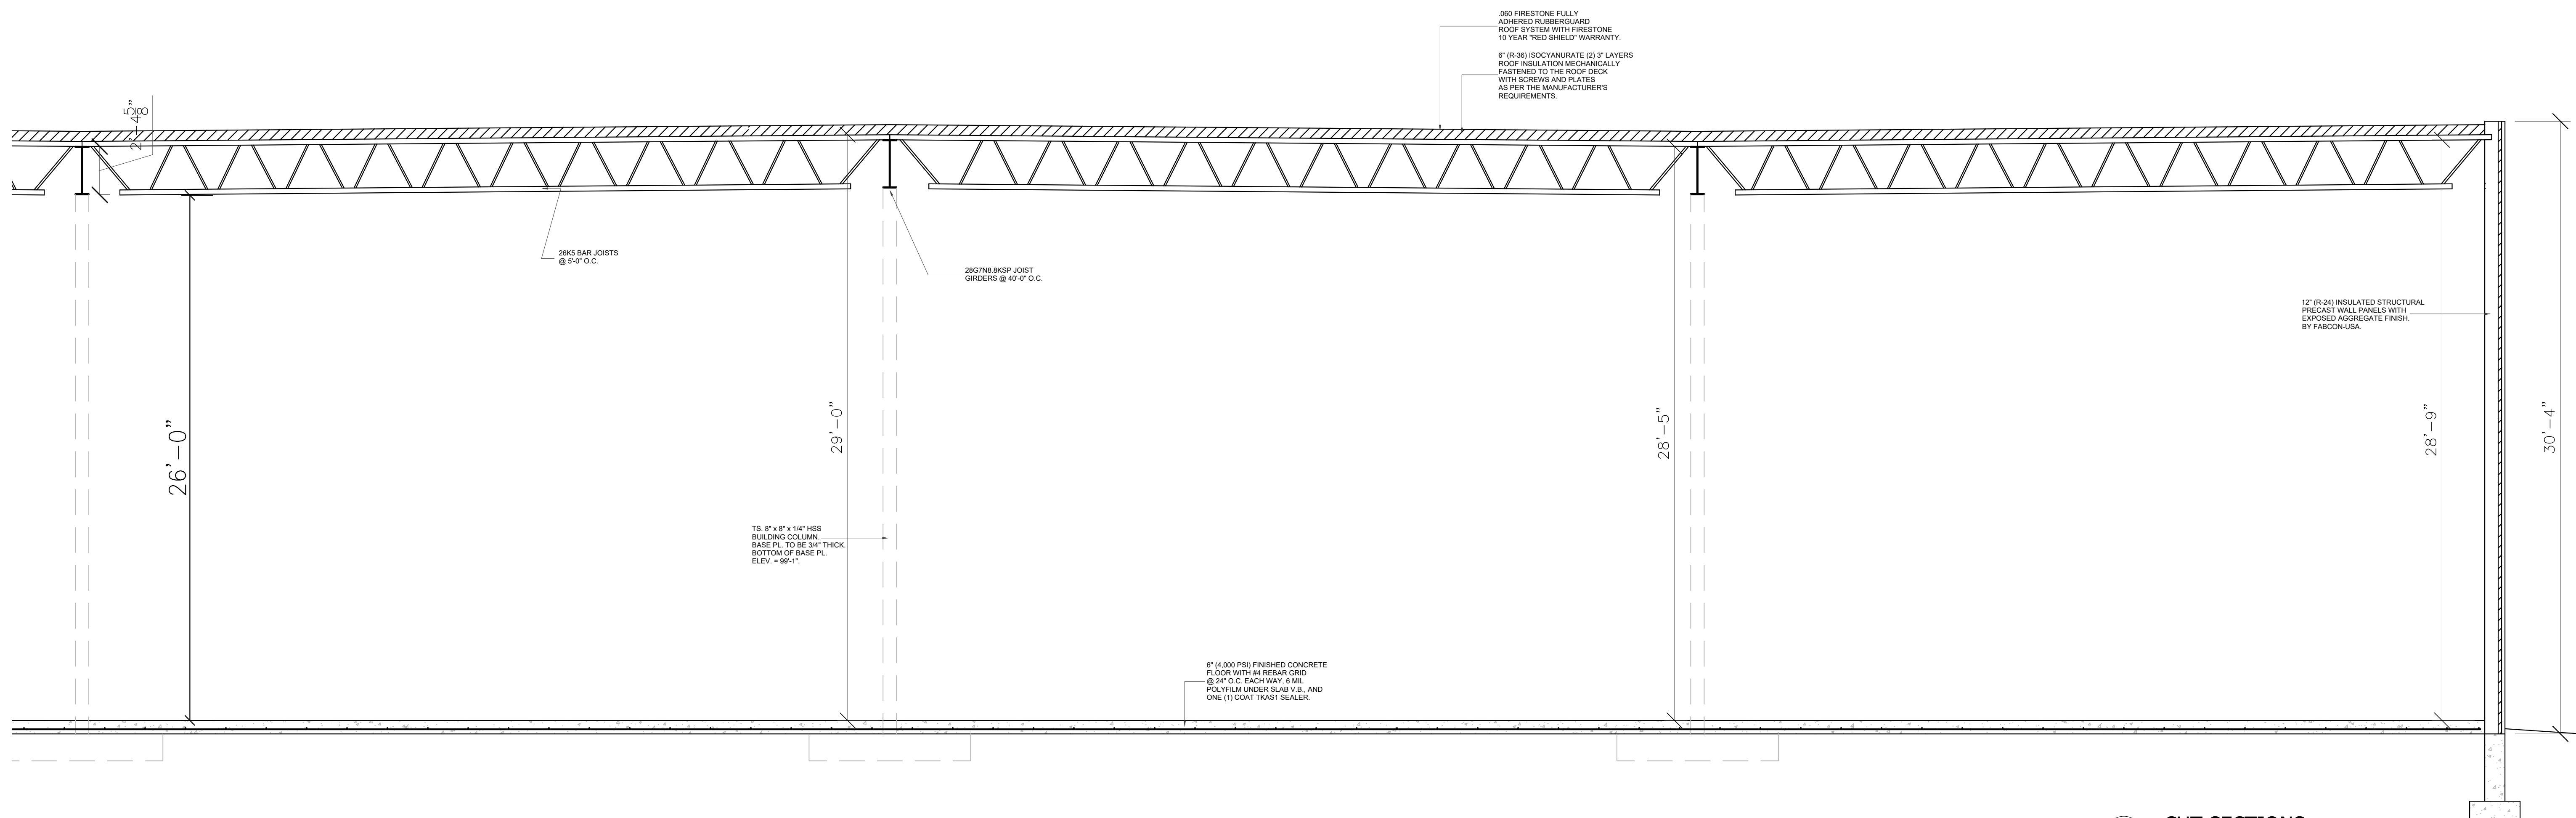 .060 FIRESTONE FULLY
ADHERED RUBBERGUARD
ROOF SYSTEM WITH FIRESTONE
10 YEAR "RED SHIELD" WARRANTY.
6" (R-36) ISOCYANURATE (2) 3" LAYERS
ROOF INSULATION MECHANICALLY
FASTENED TO THE ROOF DECK
WITH SCREWS AND PLATES
AS PER THE MANUFACTURER'S
REQUIREMENTS.
26K5 BAR JOISTS
@ 5'-0" O.C.
28G7N8.8KSP JOIST
GIRDERS @ 40'-0" O.C.
12" (R-24) INSULATED STRUCTURAL
PRECAST WALL PANELS WITH
EXPOSED AGGREGATE FINISH.
BY FABCON-USA.
26'-0"
29'-0"
28'-5"
28'-9"
30'-4"
TS. 8" x 8" x 1/4" HSS
BUILDING COLUMN.
BASE PL. TO BE 3/4" THICK.
BOTTOM OF BASE PL.
ELEV. = 99'-1".
6" (4,000 PSI) FINISHED CONCRETE
FLOOR WITH #4 REBAR GRID
@ 24" O.C. EACH WAY, 6 MIL
POLYFILM UNDER SLAB V.B., AND
ONE (1) COAT TKAS1 SEALER.
CUT SECTIONS